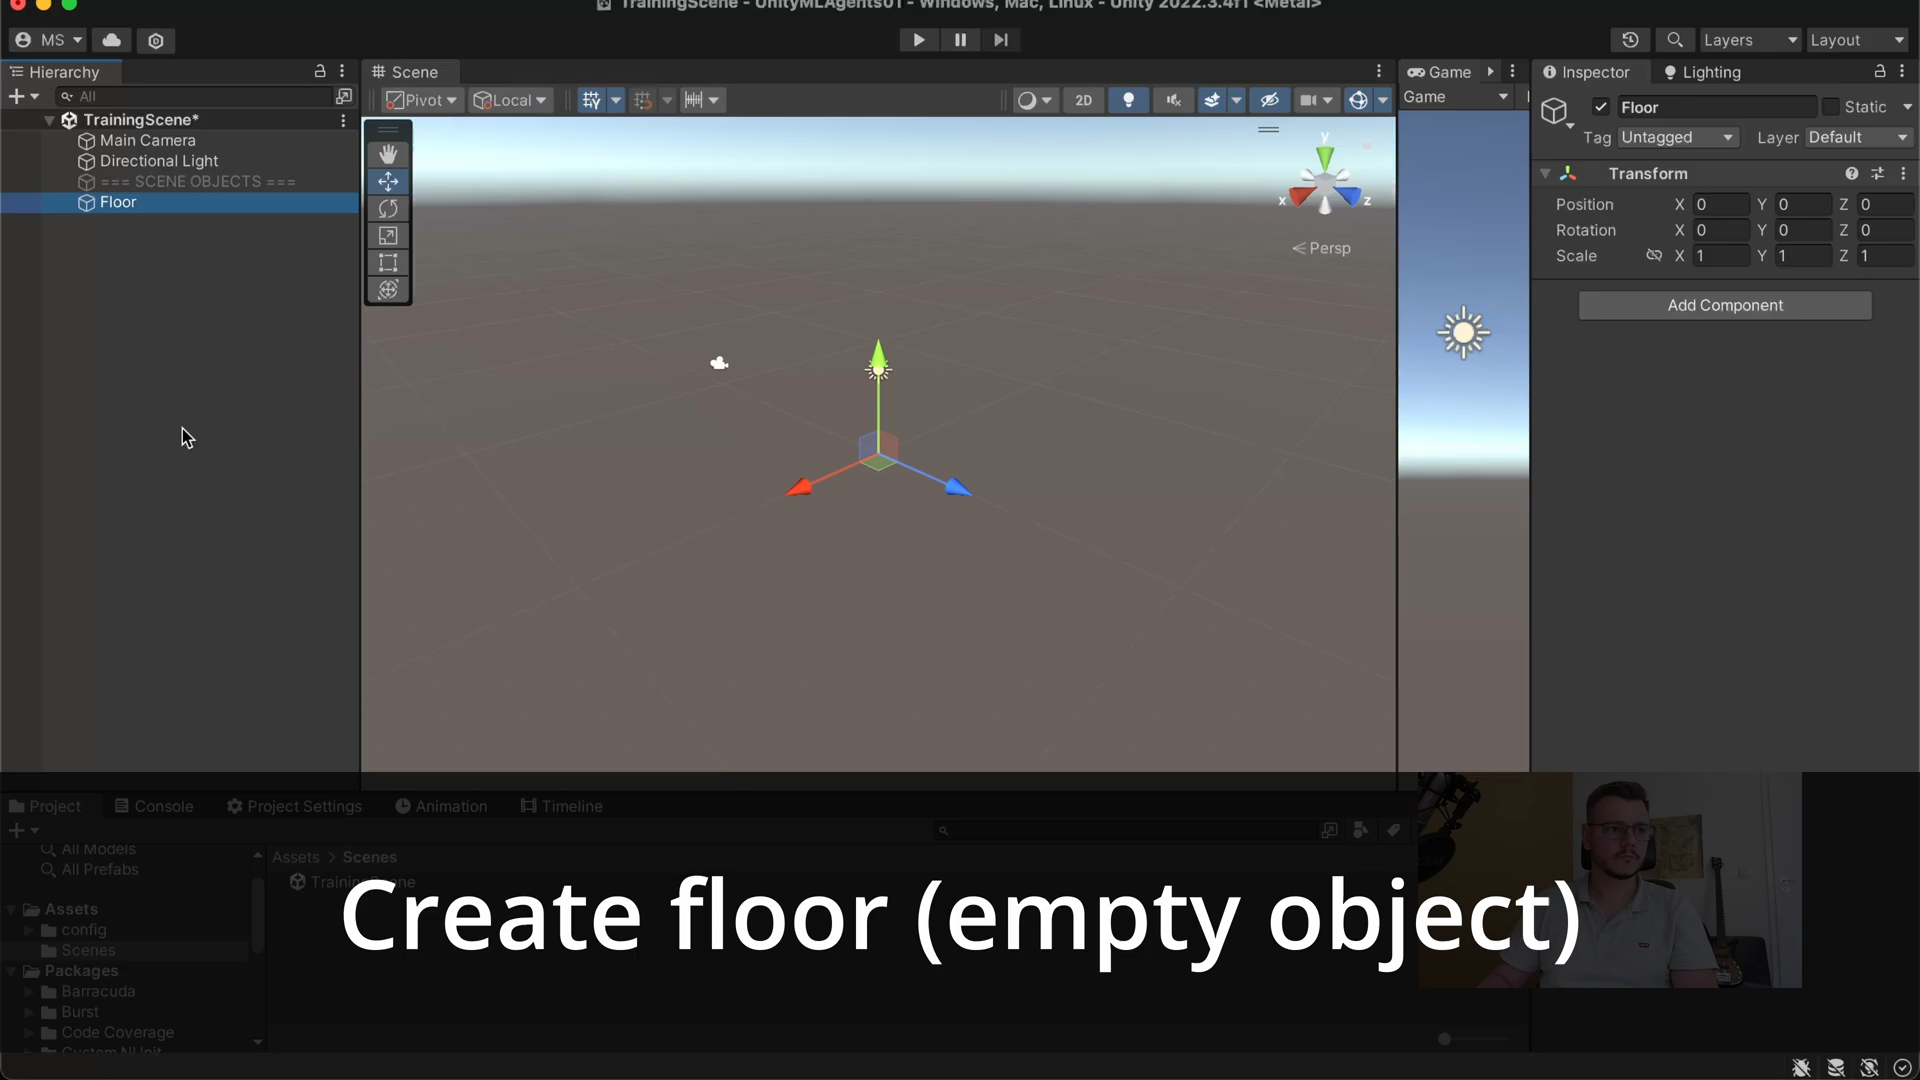 TrainingScene - UnityMLAgents01 - Windows, Mac, Linux - Unity 2022.3.4f1 <Metal>
MS
Layers
Layout
Hierarchy
All
TrainingScene*
Main Camera
Directional Light
=== SCENE OBJECTS ===
Floor
Scene
Pivot
Local
2D
y
x
z
Persp
Game
Game
Inspector
Lighting
Floor
Static
Tag Untagged
Layer Default
Transform
Position X 0 Y 0 Z 0
Rotation X 0 Y 0 Z 0
Scale X 1 Y 1 Z 1
Add Component
Project
Console
Project Settings
Animation
Timeline
All Models
All Prefabs
Assets
config
Scenes
Packages
Barracuda
Burst
Code Coverage
Custom NUnit
Assets > Scenes
TrainingScene
Create floor (empty object)